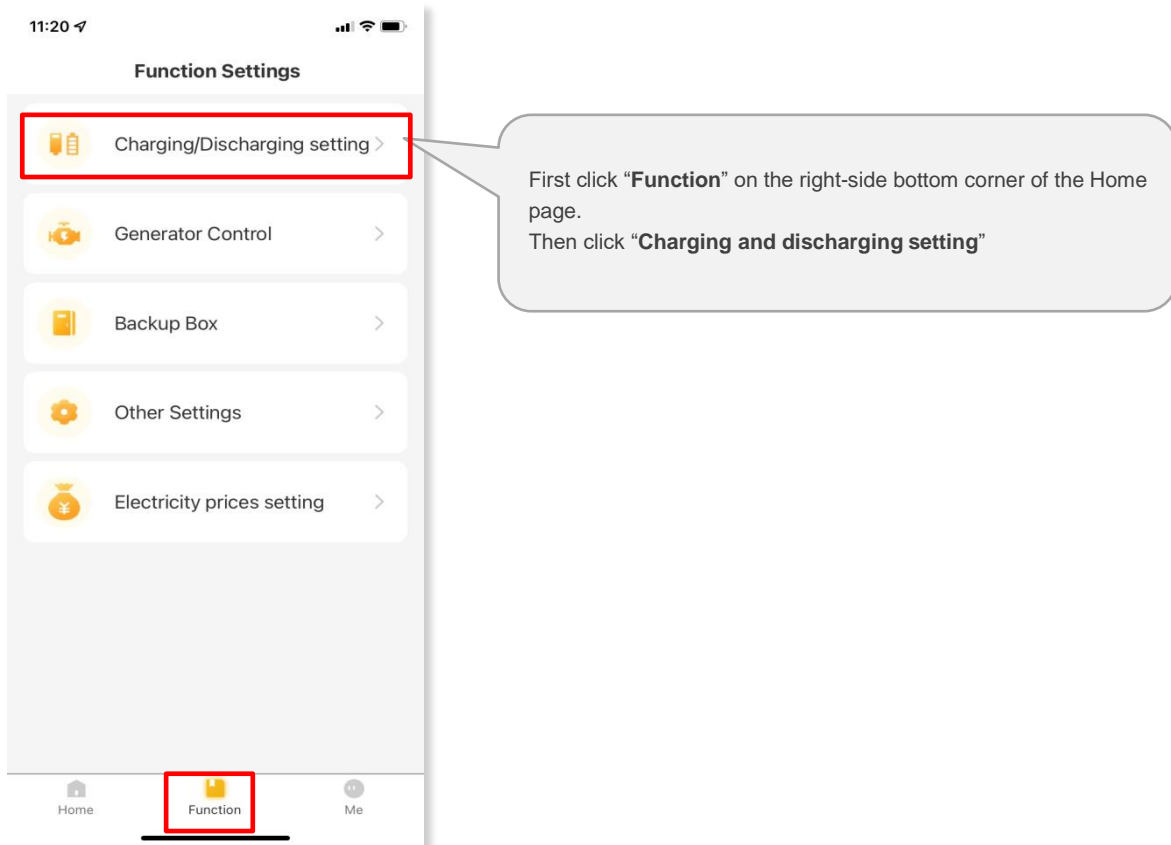 11:20
Function Settings
Charging/Discharging setting
Generator Control
Backup Box
Other Settings
Electricity prices setting
Home
Function
Me
First click “Function” on the right-side bottom corner of the Home
page.
Then click “Charging and discharging setting”